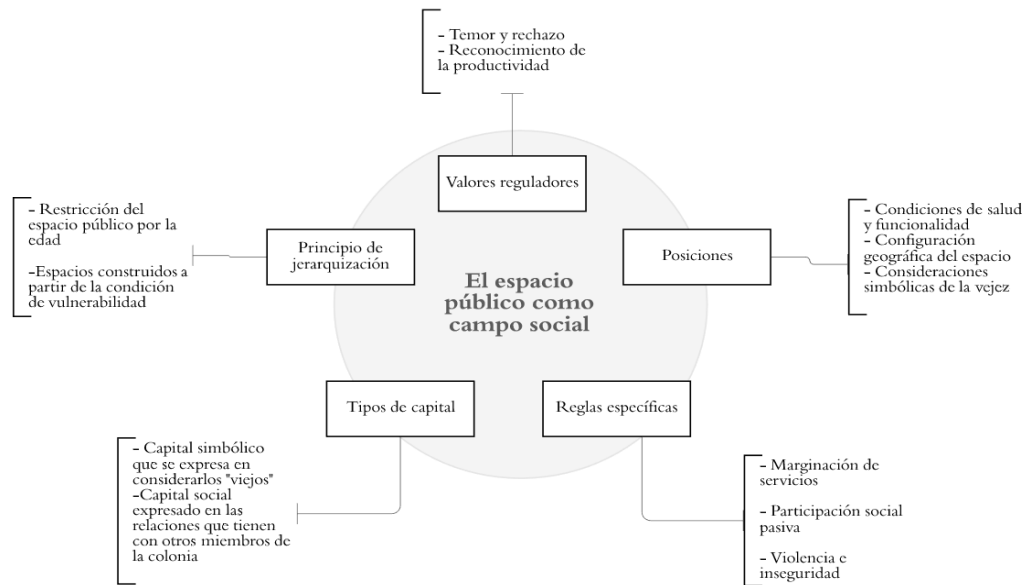 - Temor y rechazo
- Reconocimiento de
la productividad
Valores reguladores
- Restricción del
espacio público por la
edad
-Espacios construidos a
partir de la condición
de vulnerabilidad
Principio de
jerarquización
Posiciones
- Condiciones de salud
y funcionalidad
- Configuración
geográfica del espacio
- Consideraciones
simbólicas de la vejez
El espacio
público como
campo social
Tipos de capital
Reglas específicas
- Capital simbólico
que se expresa en
considerarlos "viejos"
-Capital social
expresado en las
relaciones que tienen
con otros miembros de
la colonia
- Marginación de
servicios
- Participación social
pasiva
- Violencia e
inseguridad